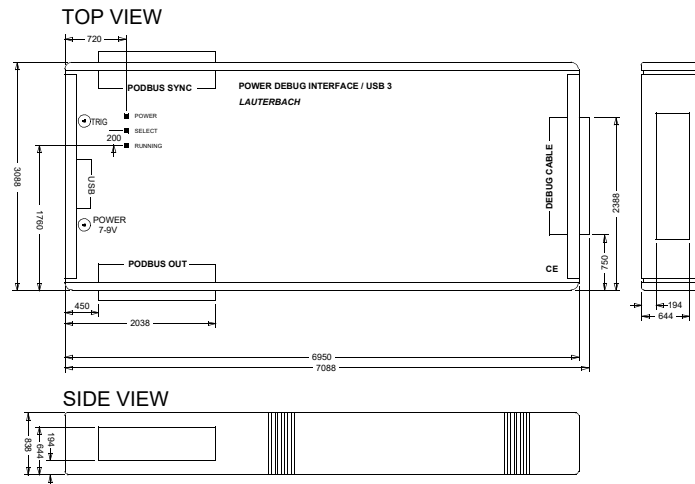 TOP VIEW
720
PODBUS SYNC
POWER DEBUG INTERFACE / USB 3
LAUTERBACH
TRIG
POWER
SELECT
200
RUNNING
USB
DEBUG CABLE
3088
1760
2388
POWER
7-9V
PODBUS OUT
CE
750
450
2038
194
644
6950
7088
SIDE VIEW
838
644
194